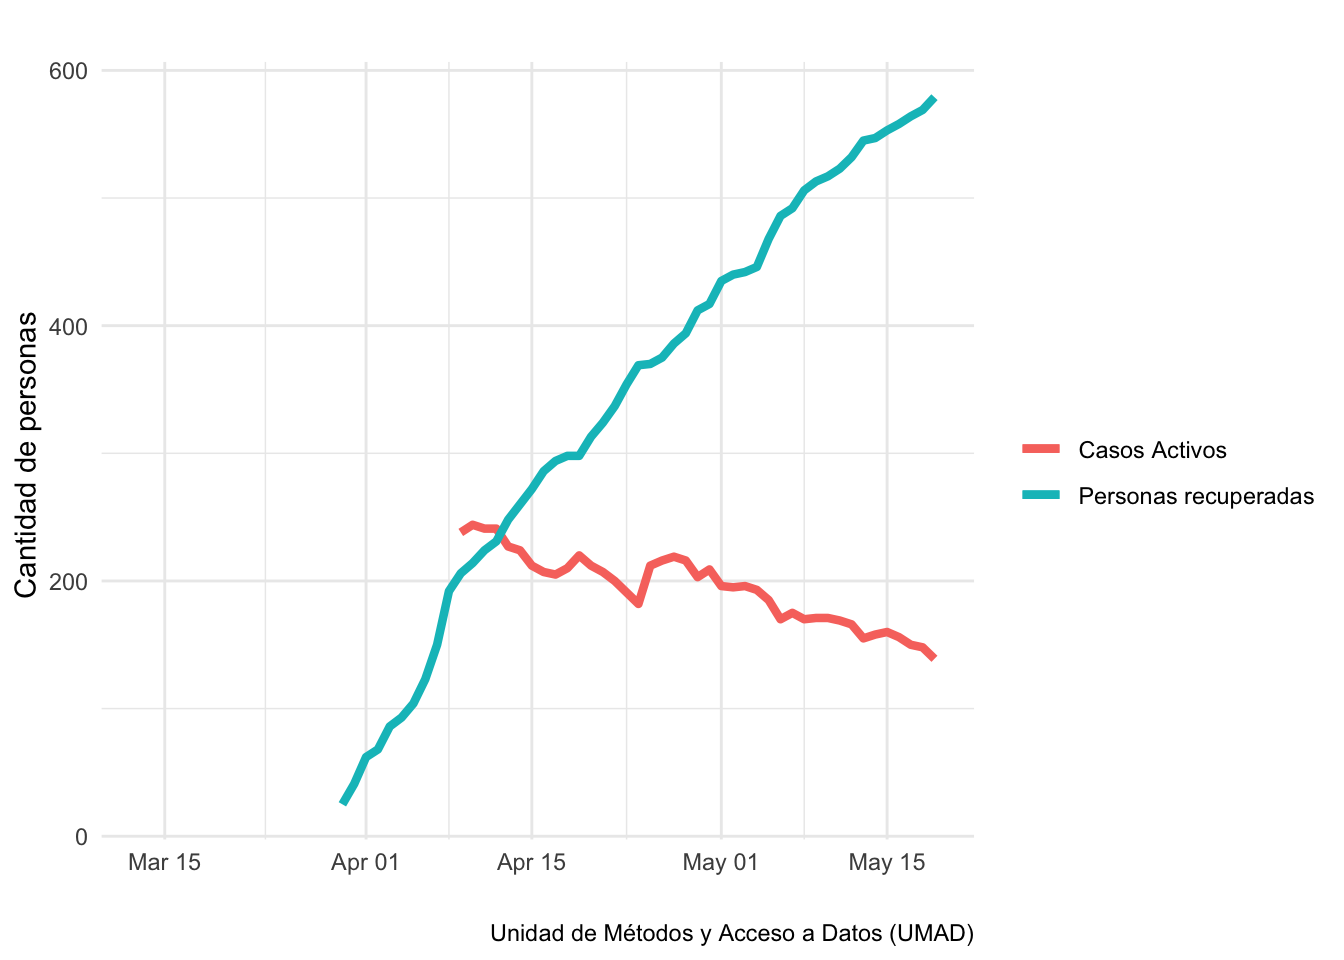 600
400
200
0
Cantidad de personas
Mar 15
Apr 01
Apr 15
May 01
May 15
Casos Activos
Personas recuperadas
Unidad de Métodos y Acceso a Datos (UMAD)